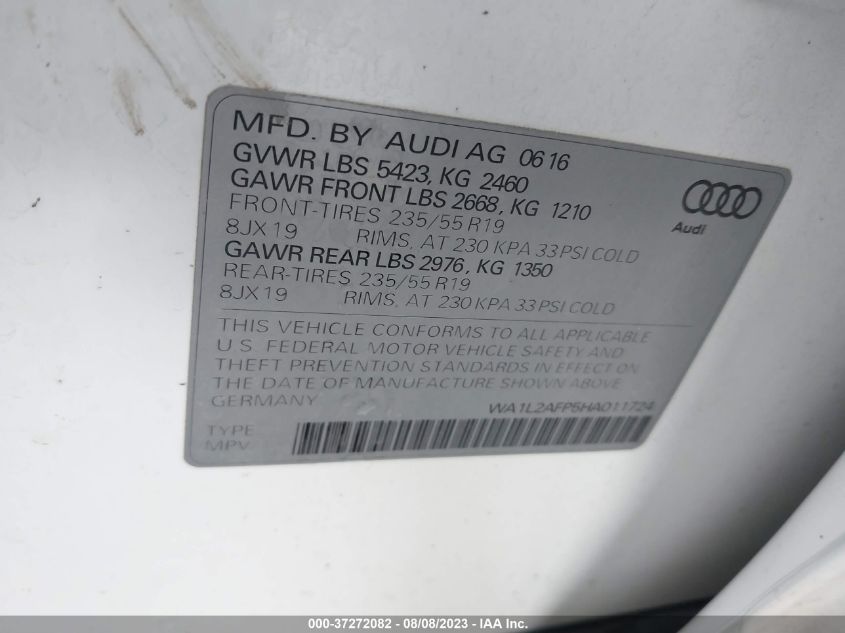 MFD. BY AUDI AG 06 16
GVWR LBS 5423, KG 2460
GAWR FRONT LBS 2668, KG 1210
FRONT-TIRES 235/55 R19
8JX19 RIMS, AT 230 KPA 33 PSI COLD
GAWR REAR LBS 2976, KG 1350
REAR-TIRES 235/55 R19
8JX19 RIMS, AT 230 KPA 33 PSI COLD
Audi
THIS VEHICLE CONFORMS TO ALL APPLICABLE
U.S. FEDERAL MOTOR VEHICLE SAFETY AND
THEFT PREVENTION STANDARDS IN EFFECT ON
THE DATE OF MANUFACTURE SHOWN ABOVE.
GERMANY WA1L2AFP5HA011724
TYPE
MPV
000-37272082 - 08/08/2023 - IAA Inc.